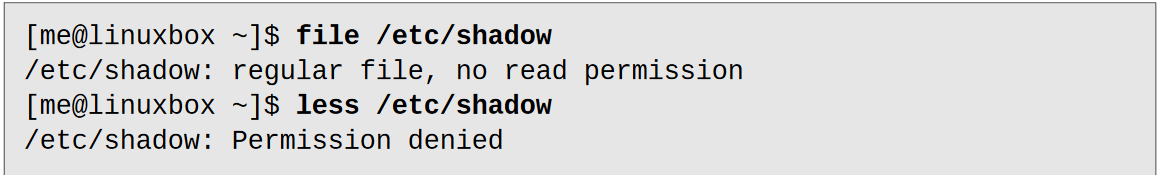 [me@linuxbox ~]$ file /etc/shadow
/etc/shadow: regular file, no read permission
[me@linuxbox ~]$ less /etc/shadow
/etc/shadow: Permission denied